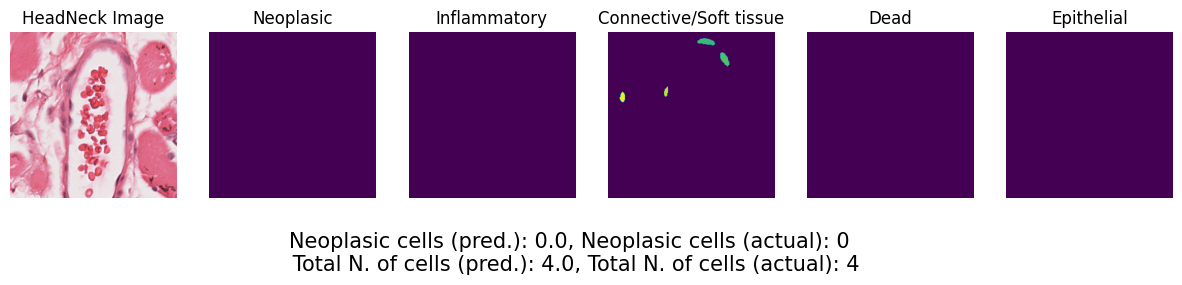 HeadNeck Image Neoplasic Inflammatory Connective/Soft tissue Dead Epithelial
Neoplasic cells (pred.): 0.0, Neoplasic cells (actual): 0
Total N. of cells (pred.): 4.0, Total N. of cells (actual): 4